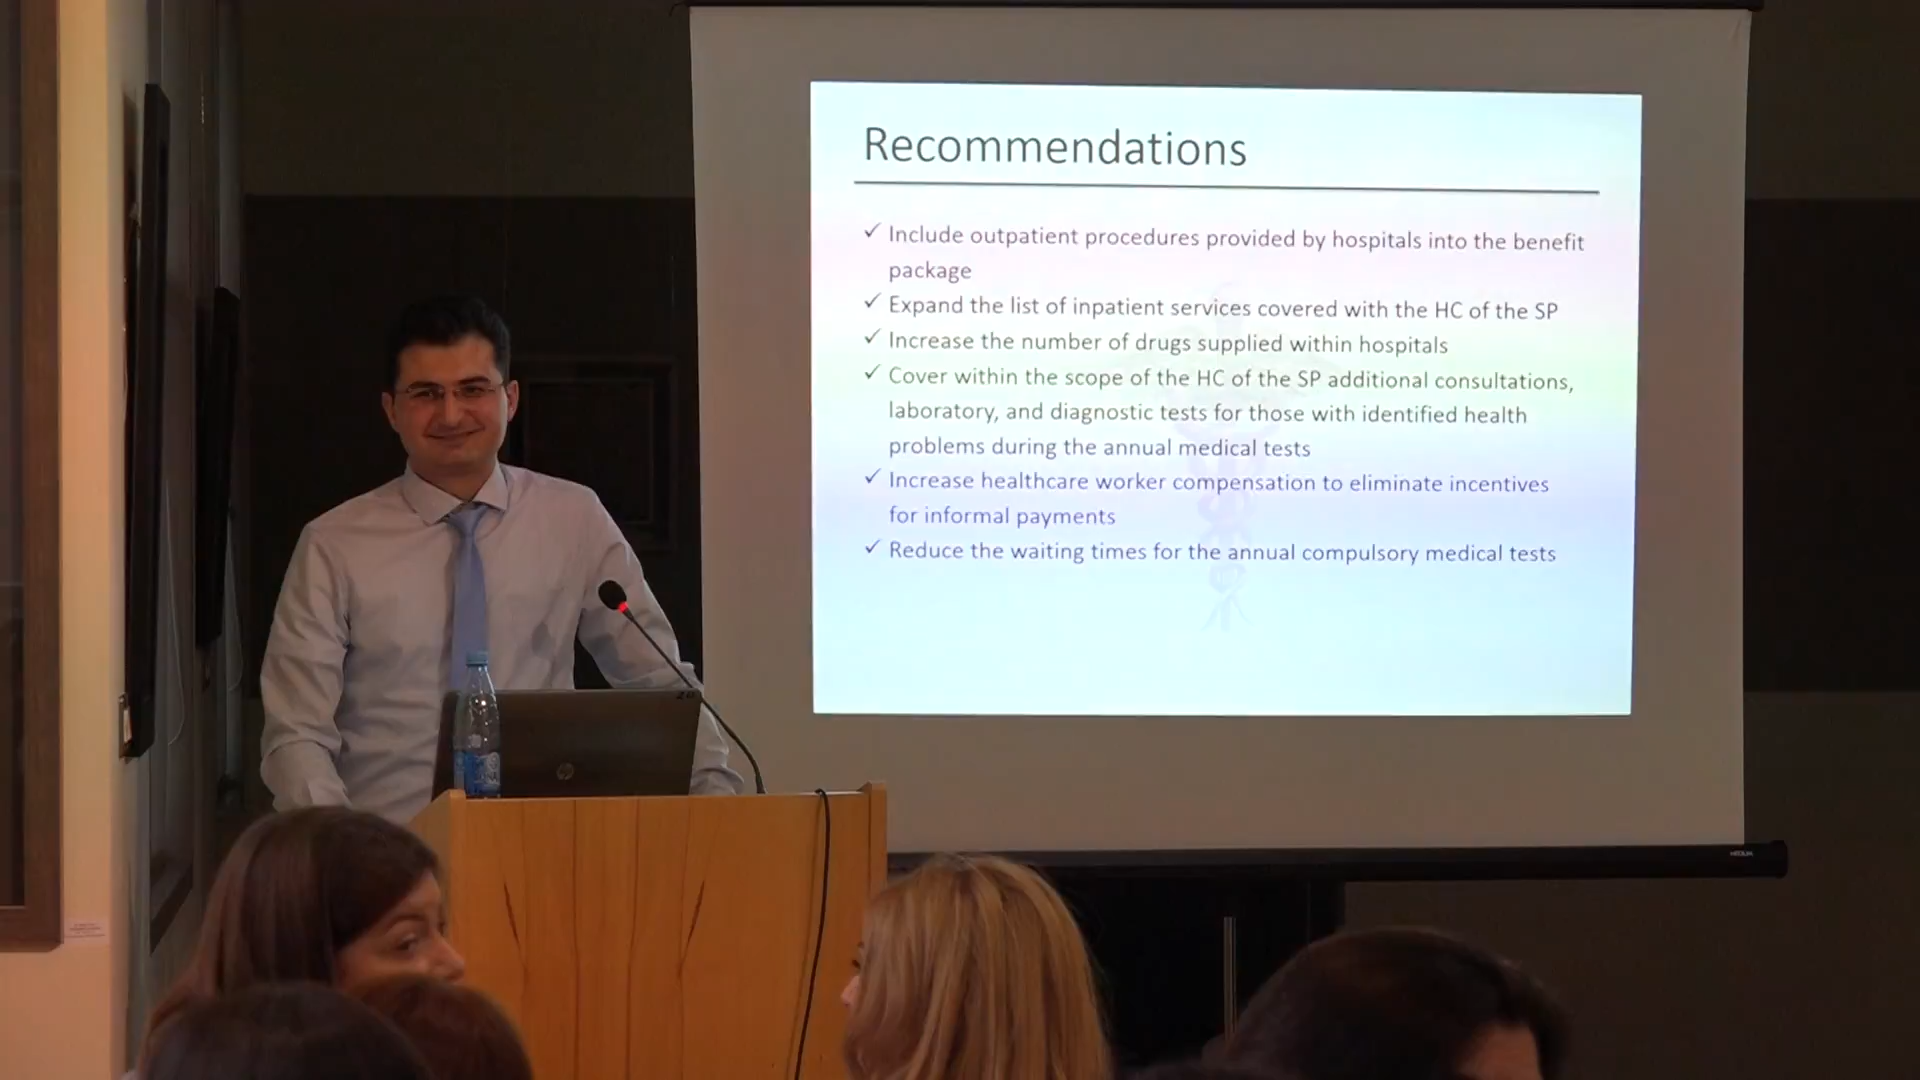 Recommendations
✓ Include outpatient procedures provided by hospitals into the benefit
package
✓ Expand the list of inpatient services covered with the HC of the SP
✓ Increase the number of drugs supplied within hospitals
✓ Cover within the scope of the HC of the SP additional consultations,
laboratory, and diagnostic tests for those with identified health
problems during the annual medical tests
✓ Increase healthcare worker compensation to eliminate incentives
for informal payments
✓ Reduce the waiting times for the annual compulsory medical tests
hp